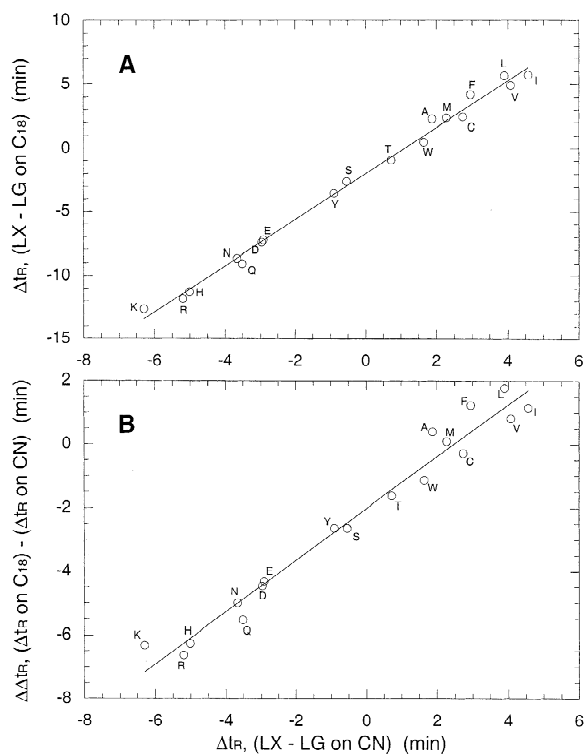 10
5
0
-5
-10
-15
ΔtR, (LX - LG on C18) (min)
A
L
I
F
V
A
M
C
T
W
S
Y
E
D
N
Q
H
K
R
-8 -6 -4 -2 0 2 4 6
2
0
-2
-4
-6
-8
ΔΔtR, (ΔtR on C18) - (ΔtR on CN) (min)
B
L
F
I
V
A
M
C
W
I
Y
S
E
D
N
Q
H
K
R
-8 -6 -4 -2 0 2 4 6
ΔtR, (LX - LG on CN) (min)